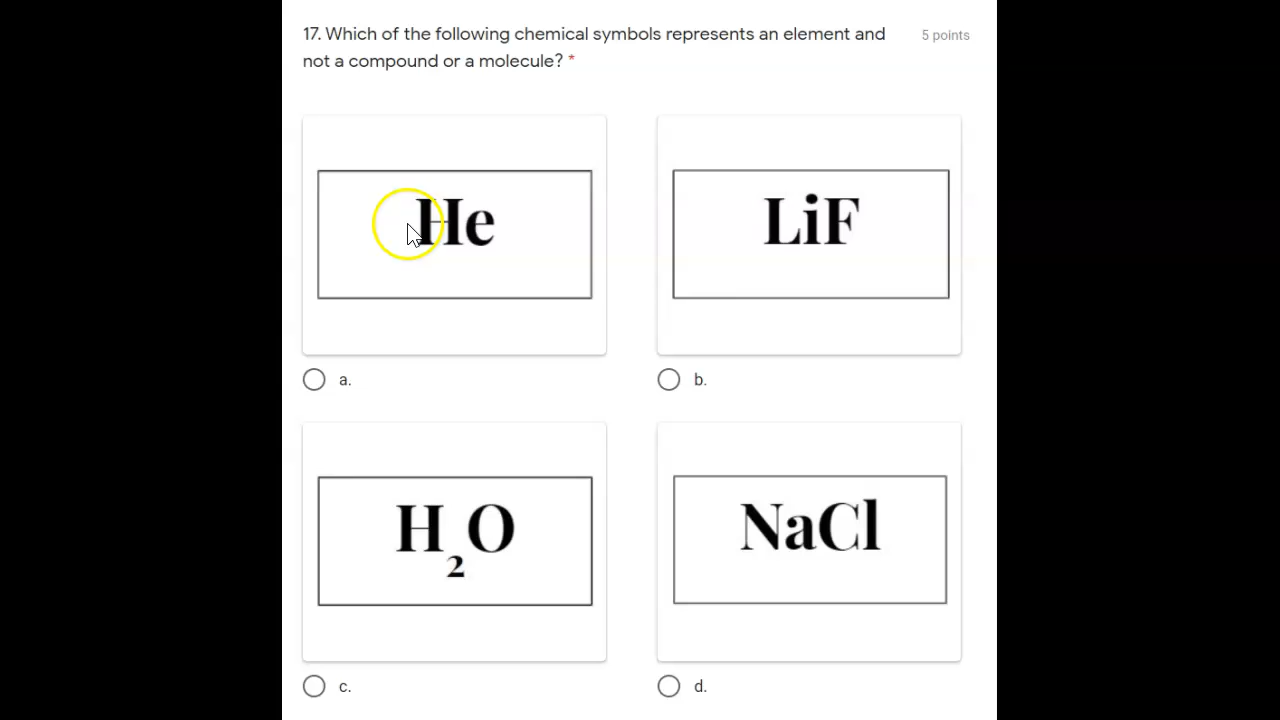 17. Which of the following chemical symbols represents an element and
not a compound or a molecule? *
5 points
He
LiF
a.
b.
H₂O
NaCl
c.
d.